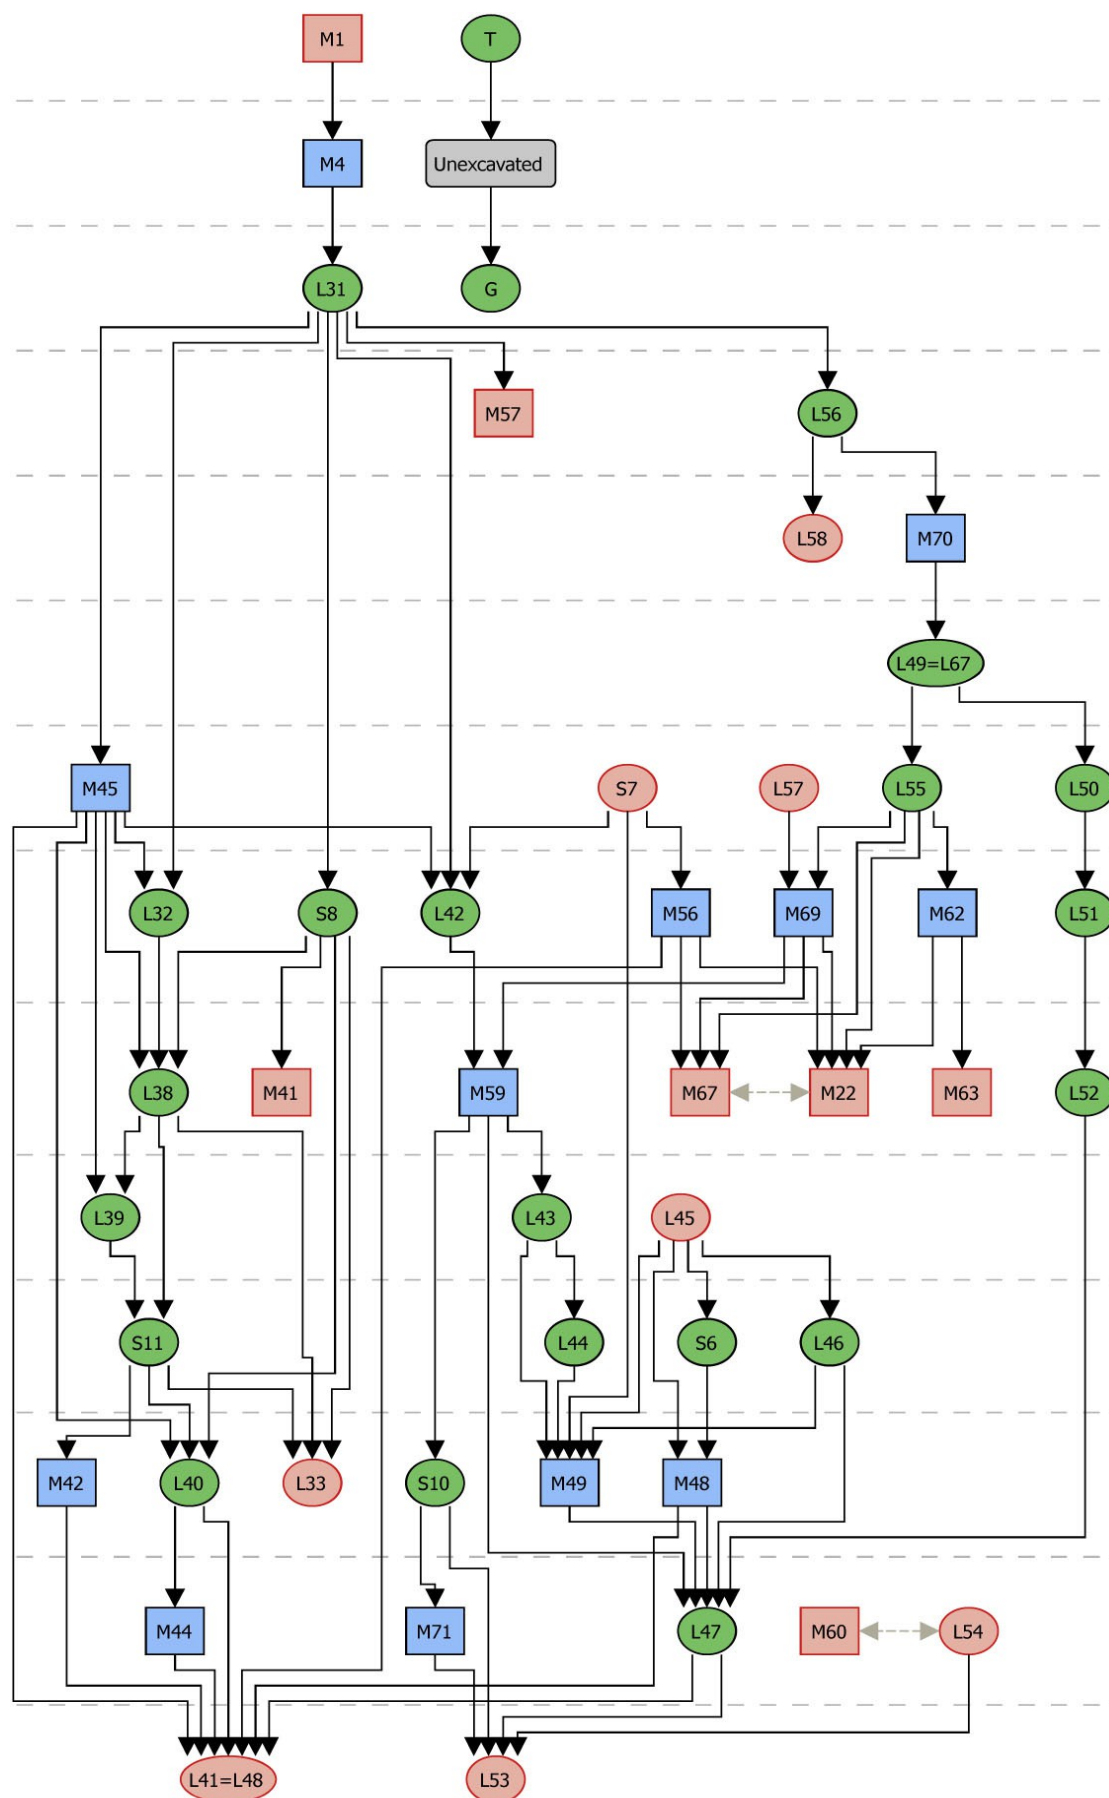 M1 T
M4 Unexcavated
L31 G
M57 L56
L58 M70
L49=L67
M45 S7 L57 L55 L50
L32 S8 L42 M56 M69 M62 L51
L38 M41 M59 M67 M22 M63 L52
L39 L43 L45
S11 L44 S6 L46
M42 L40 L33 S10 M49 M48
M44 M71 L47 M60 L54
L41=L48 L53